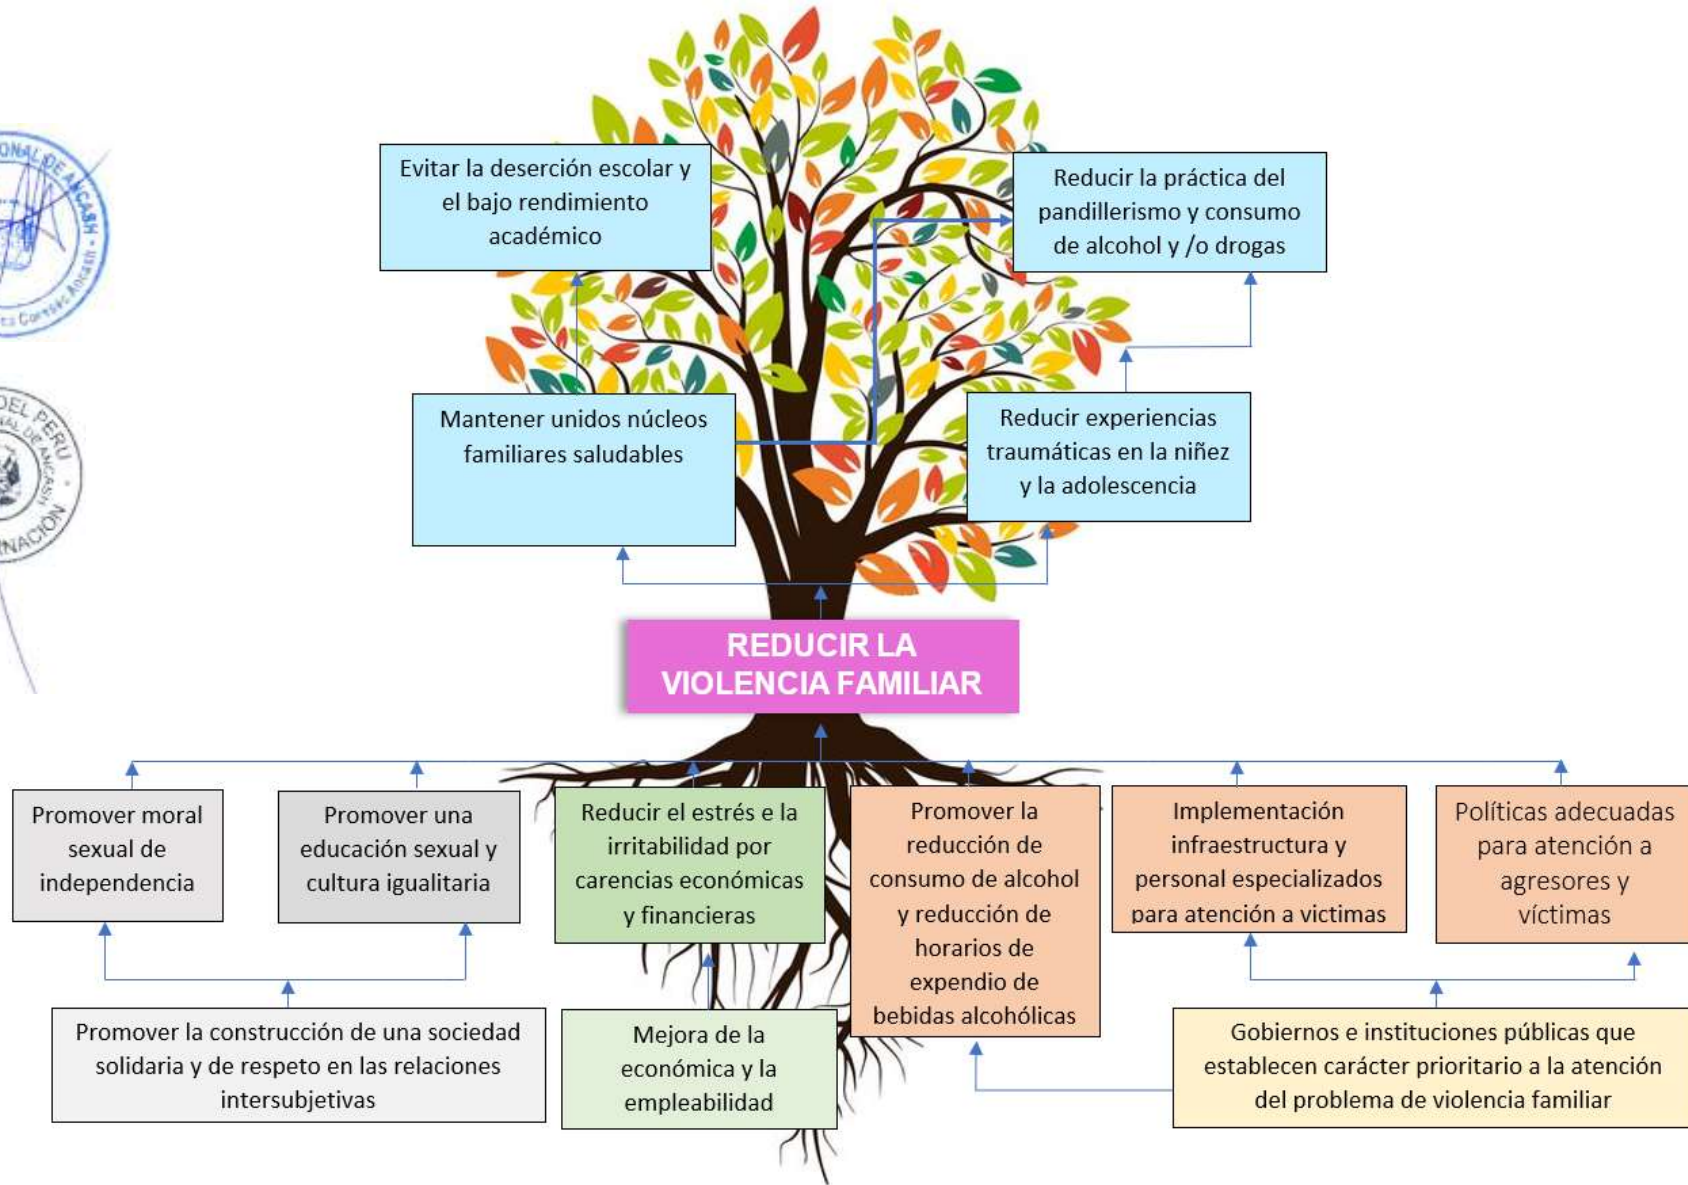 Evitar la deserción escolar y
el bajo rendimiento
académico
Reducir la práctica del
pandillerismo y consumo
de alcohol y /o drogas
Mantener unidos núcleos
familiares saludables
Reducir experiencias
traumáticas en la niñez
y la adolescencia
REDUCIR LA
VIOLENCIA FAMILIAR
Promover moral
sexual de
independencia
Promover una
educación sexual y
cultura igualitaria
Reducir el estrés e la
irritabilidad por
carencias económicas
y financieras
Promover la
reducción de
consumo de alcohol
y reducción de
horarios de
expendio de
bebidas alcohólicas
Implementación
infraestructura y
personal especializados
para atención a victimas
Políticas adecuadas
para atención a
agresores y
víctimas
Promover la construcción de una sociedad
solidaria y de respeto en las relaciones
intersubjetivas
Mejora de la
económica y la
empleabilidad
Gobiernos e instituciones públicas que
establecen carácter prioritario a la atención
del problema de violencia familiar
DE ANCASH
DEL PERU